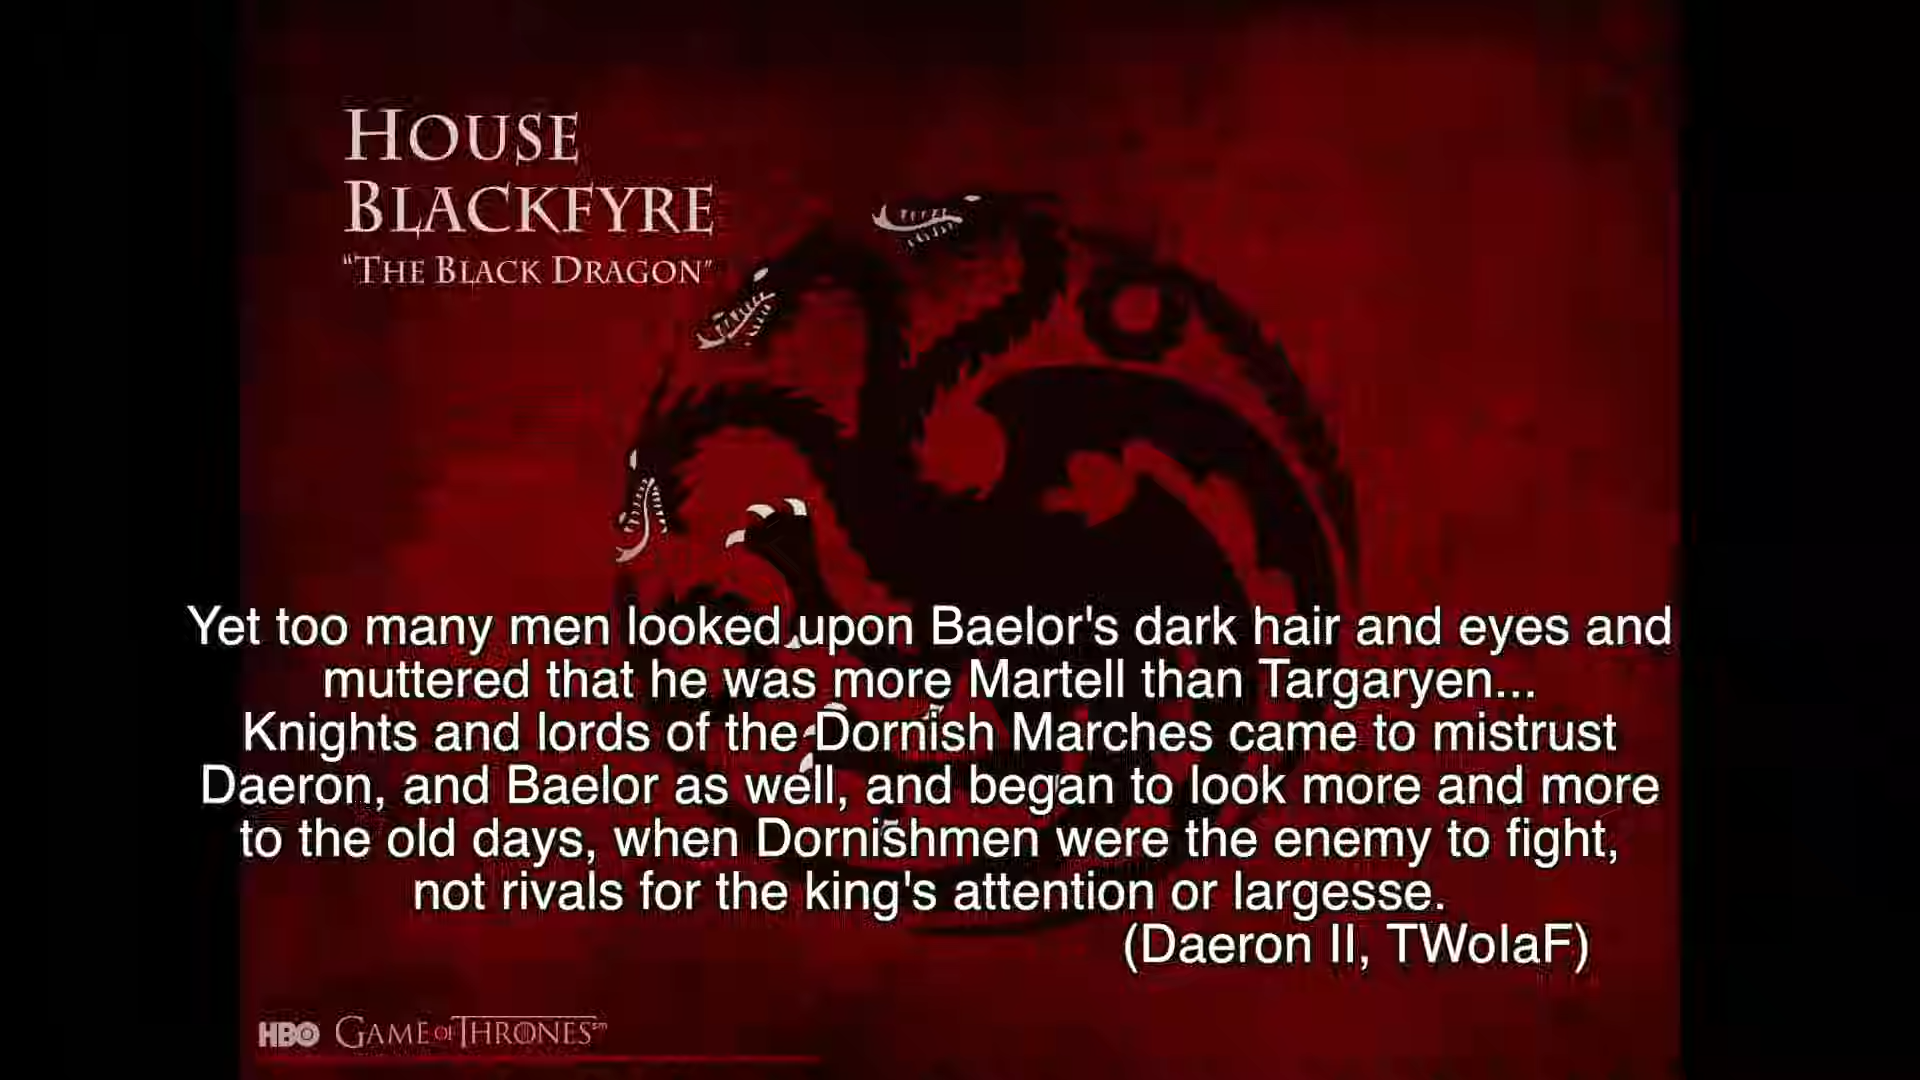 HOUSE
BLACKFYRE
“THE BLACK DRAGON”
Yet too many men looked upon Baelor's dark hair and eyes and
muttered that he was more Martell than Targaryen...
Knights and lords of the Dornish Marches came to mistrust
Daeron, and Baelor as well, and began to look more and more
to the old days, when Dornishmen were the enemy to fight,
not rivals for the king's attention or largesse.
(Daeron II, TWoIaF)
HBO GAME OF THRONES℠